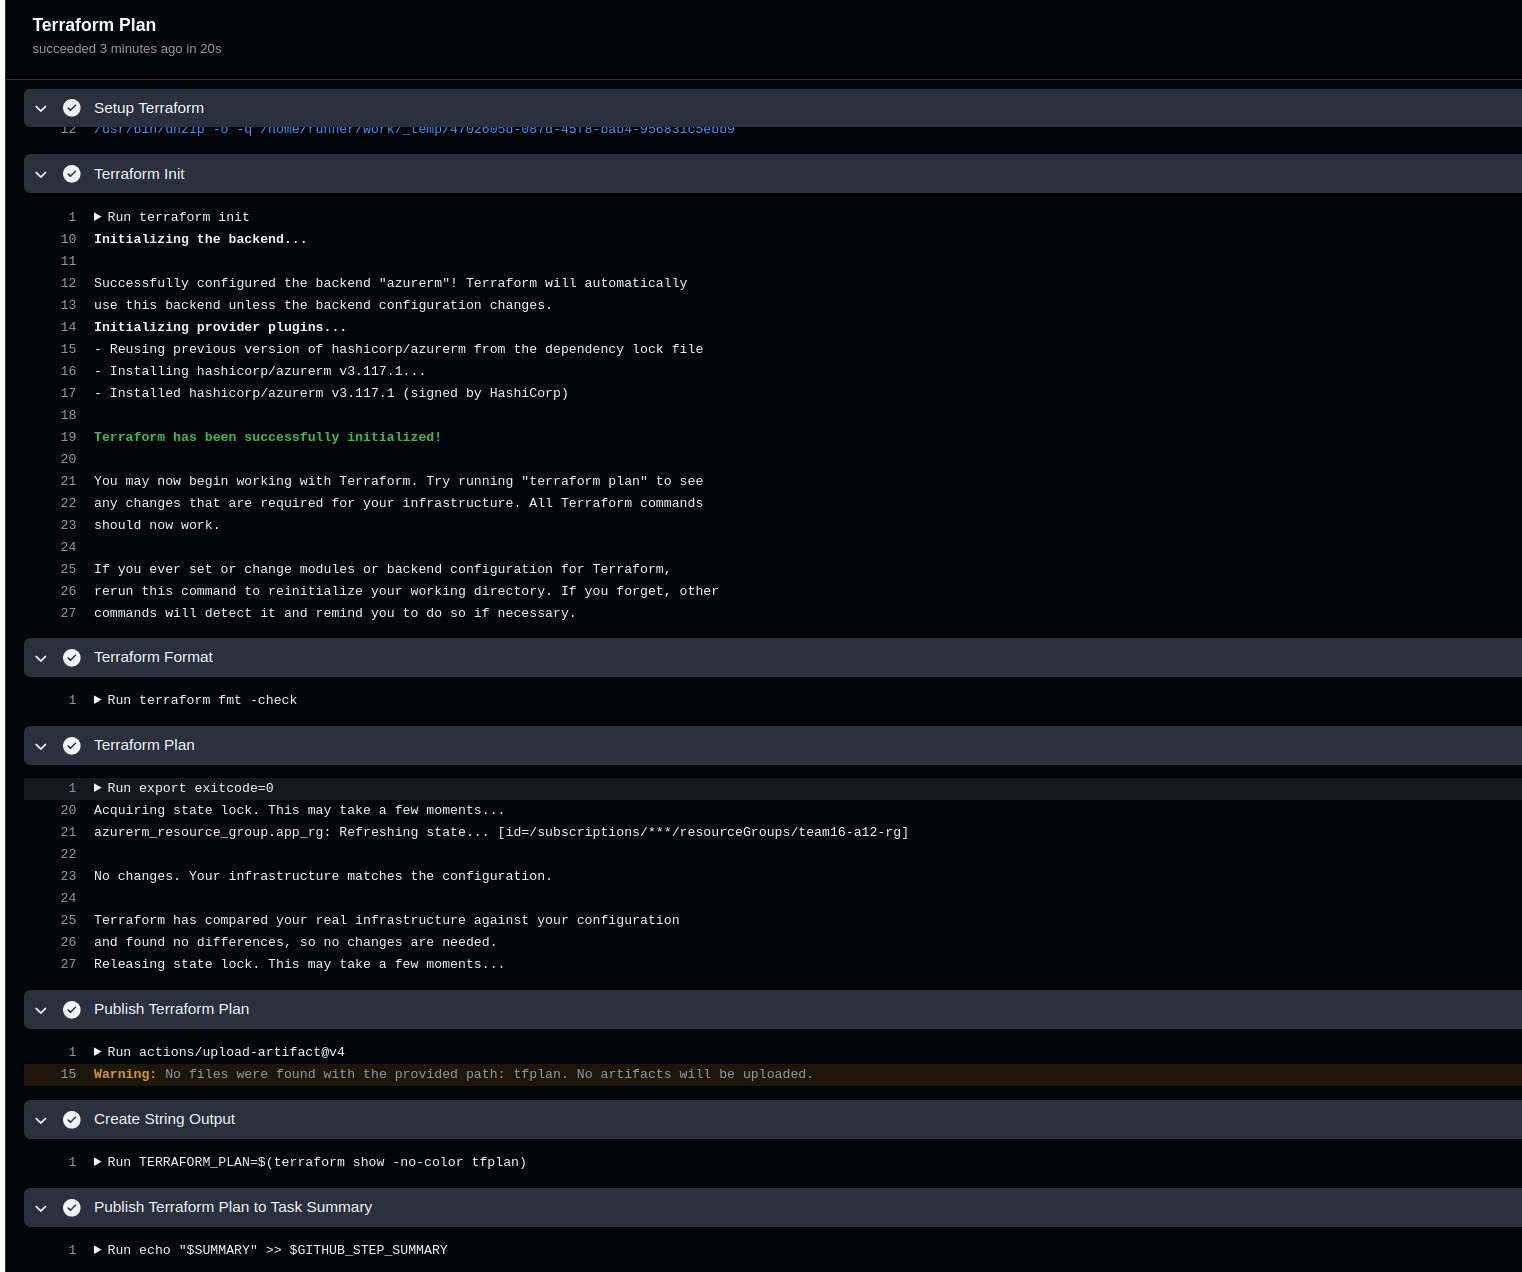 Terraform Plan
succeeded 3 minutes ago in 20s
Setup Terraform
12 /usr/bin/unzip -o -q /home/runner/work/_temp/4702605d-087d-45f8-bab4-956831c5ebb9
Terraform Init
1 Run terraform init
10 Initializing the backend...
11
12 Successfully configured the backend "azurerm"! Terraform will automatically
13 use this backend unless the backend configuration changes.
14 Initializing provider plugins...
15 - Reusing previous version of hashicorp/azurerm from the dependency lock file
16 - Installing hashicorp/azurerm v3.117.1...
17 - Installed hashicorp/azurerm v3.117.1 (signed by HashiCorp)
18
19 Terraform has been successfully initialized!
20
21 You may now begin working with Terraform. Try running "terraform plan" to see
22 any changes that are required for your infrastructure. All Terraform commands
23 should now work.
24
25 If you ever set or change modules or backend configuration for Terraform,
26 rerun this command to reinitialize your working directory. If you forget, other
27 commands will detect it and remind you to do so if necessary.
Terraform Format
1 Run terraform fmt -check
Terraform Plan
1 Run export exitcode=0
20 Acquiring state lock. This may take a few moments...
21 azurerm_resource_group.app_rg: Refreshing state... [id=/subscriptions/***/resourceGroups/team16-a12-rg]
22
23 No changes. Your infrastructure matches the configuration.
24
25 Terraform has compared your real infrastructure against your configuration
26 and found no differences, so no changes are needed.
27 Releasing state lock. This may take a few moments...
Publish Terraform Plan
1 Run actions/upload-artifact@v4
15 Warning: No files were found with the provided path: tfplan. No artifacts will be uploaded.
Create String Output
1 Run TERRAFORM_PLAN=$(terraform show -no-color tfplan)
Publish Terraform Plan to Task Summary
1 Run echo "$SUMMARY" >> $GITHUB_STEP_SUMMARY